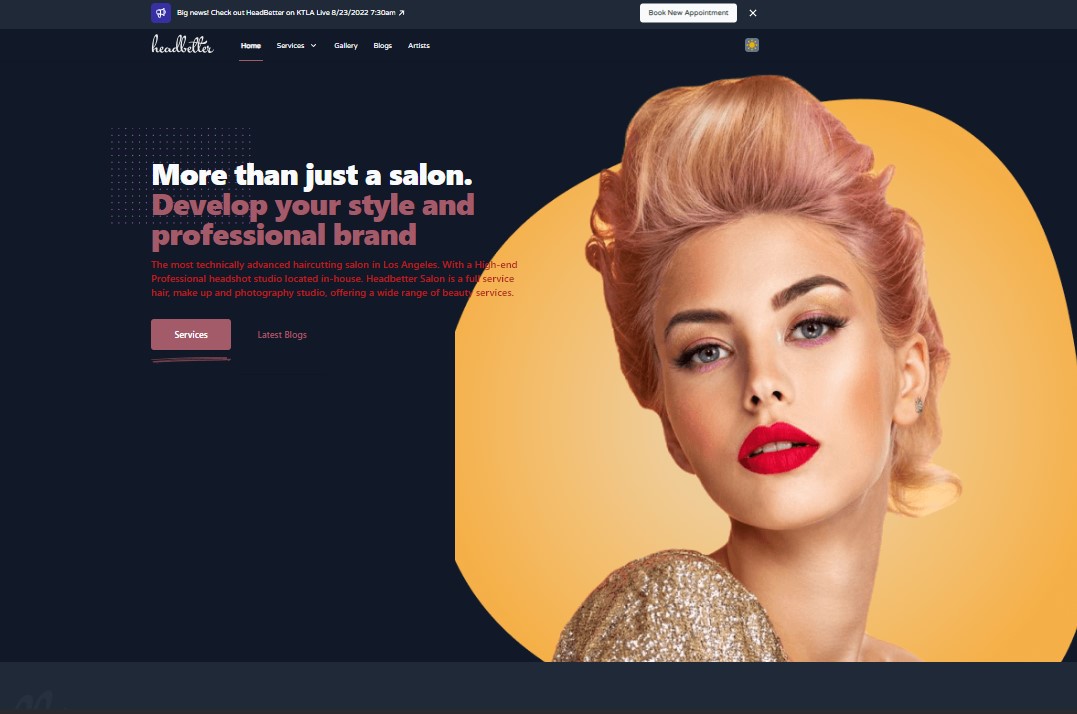 Big news! Check out HeadBetter on KTLA Live 8/23/2022 7:30am
Book New Appointment
headbetter
Home
Services
Gallery
Blogs
Artists
More than just a salon.
Develop your style and
professional brand
The most technically advanced haircutting salon in Los Angeles. With a High-end
Professional headshot studio located in-house. Headbetter Salon is a full service
hair, make up and photography studio, offering a wide range of beauty services.
Services
Latest Blogs